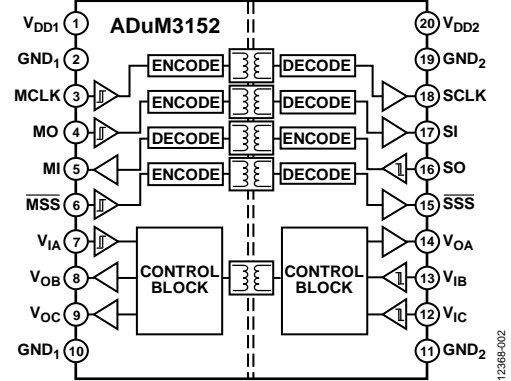 ADuM3152
VDD1 1
20 VDD2
GND1 2
19 GND2
ENCODE DECODE
MCLK 3
18 SCLK
ENCODE DECODE
MO 4
17 SI
DECODE ENCODE
MI 5
16 SO
ENCODE DECODE
MSS 6
15 SSS
VIA 7
14 VOA
CONTROL BLOCK
CONTROL BLOCK
VOB 8
13 VIB
VOC 9
12 VIC
GND1 10
11 GND2
12368-002